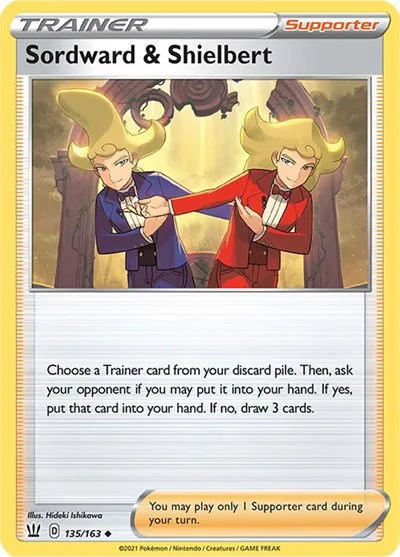 TRAINER Supporter
Sordward & Shielbert
Choose a Trainer card from your discard pile. Then, ask
your opponent if you may put it into your hand. If yes,
put that card into your hand. If no, draw 3 cards.
Illus. Hideki Ishikawa
D 135/163 ◆
You may play only 1 Supporter card during
your turn.
©2021 Pokémon / Nintendo / Creatures / GAME FREAK